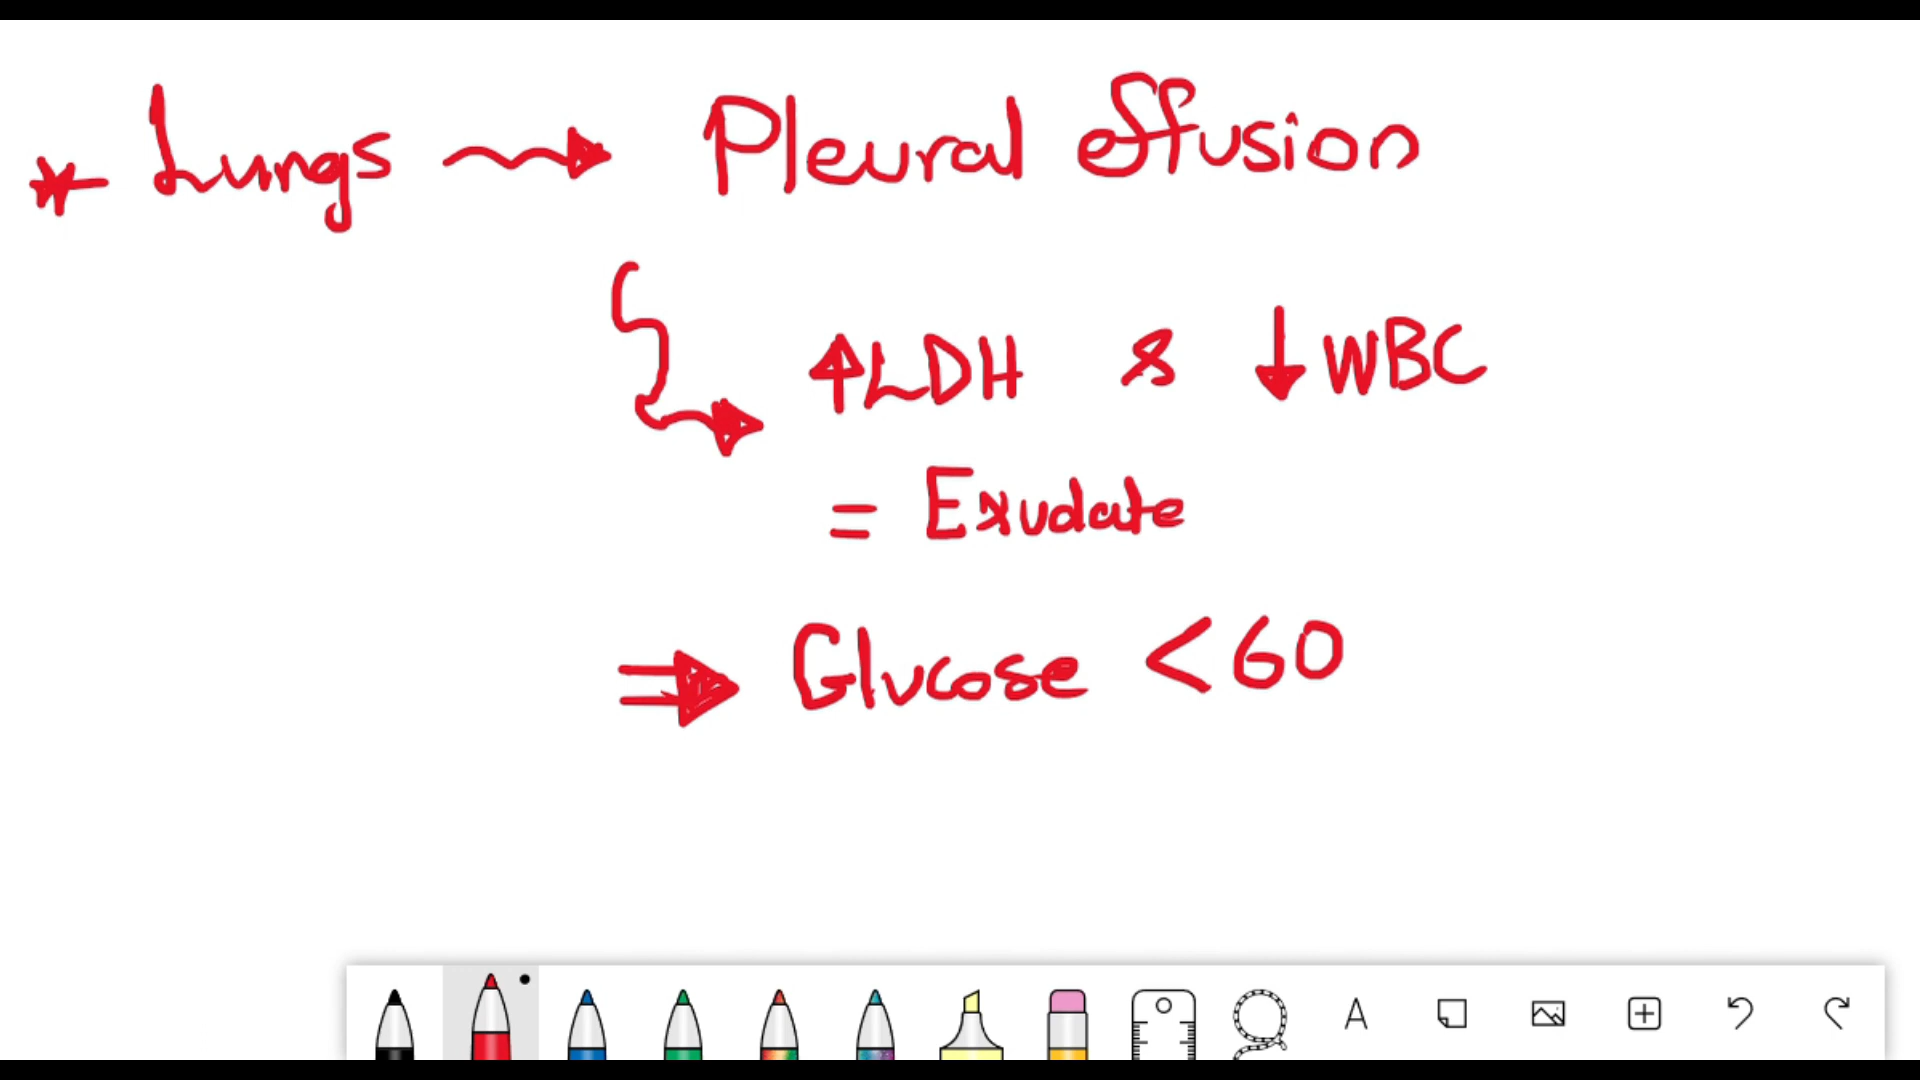 * Lungs → Pleural effusion
↑LDH & ↓WBC
= Exudate
⇒ Glucose < 60
A